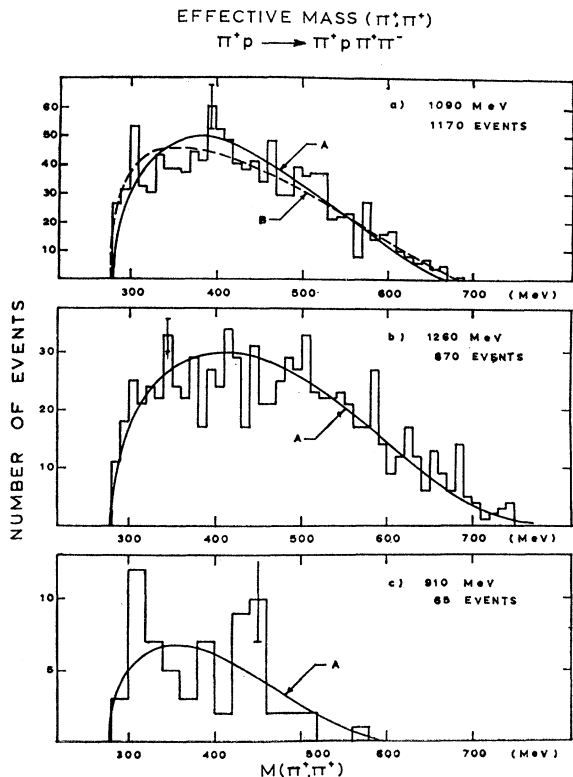 EFFECTIVE MASS (π⁺,π⁺)
π⁺p ⟶ π⁺p π⁺π⁻
a) 1090 MeV
1170 EVENTS
A
B
60
50
40
30
20
10
300 400 500 600 700 (MeV)
b) 1260 MeV
670 EVENTS
A
30
20
10
300 400 500 600 700 (MeV)
c) 910 MeV
65 EVENTS
A
10
5
300 400 500 600 700 (MeV)
NUMBER OF EVENTS
M(π⁺,π⁺)